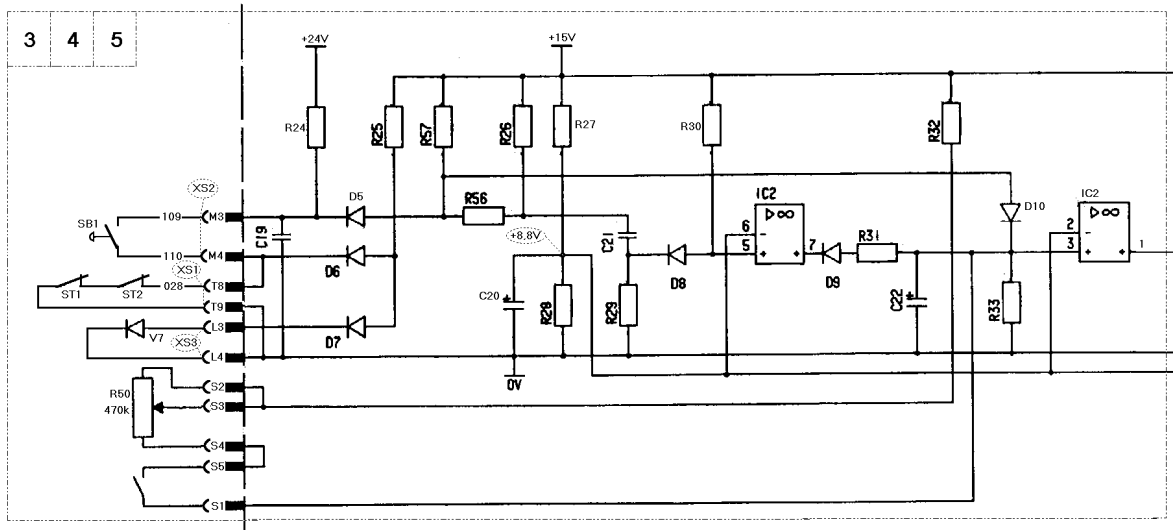 3 4 5
+24V
+15V
R24
R25
R57
R26
R27
R30
R32
XS2
D5
R56
IC2
IC2
D10
SB1
109
M3
C19
+8,8V
C21
6
5
7
R31
2
3
1
110
M4
D6
D8
D9
XS1
ST1
ST2
028
T8
T9
C20
R28
R29
C22
R33
V7
L3
D7
XS3
L4
0V
R50
470k
S2
S3
S4
S5
S1